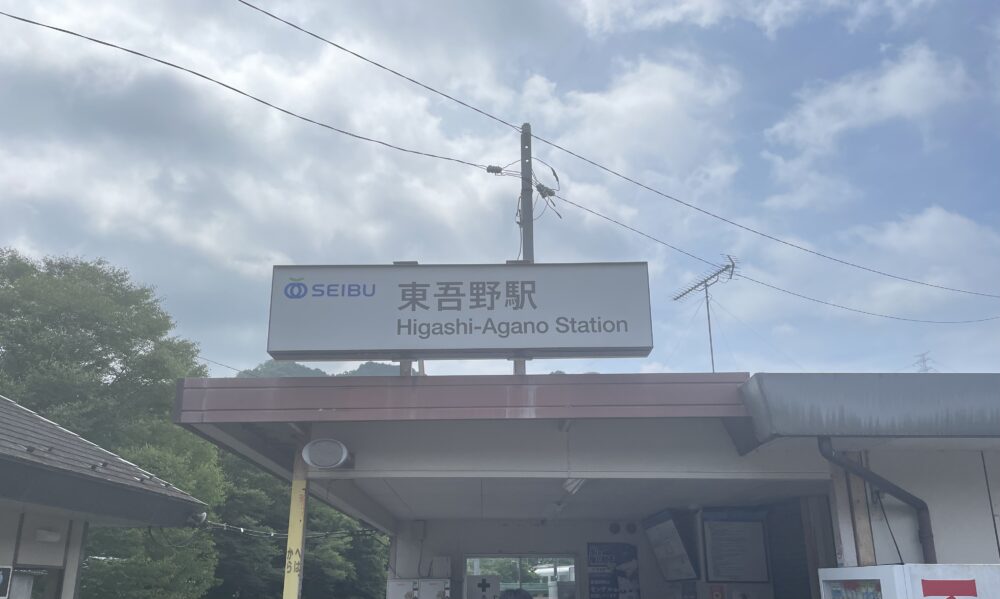 SEIBU
東吾野駅
Higashi-Agano Station